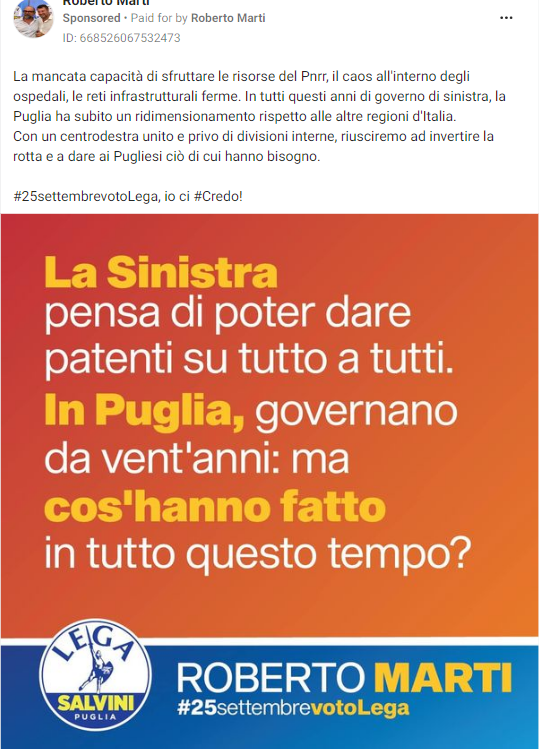 Roberto Marti
Sponsored • Paid for by Roberto Marti
ID: 668526067532473
La mancata capacità di sfruttare le risorse del Pnrr, il caos all'interno degli
ospedali, le reti infrastrutturali ferme. In tutti questi anni di governo di sinistra, la
Puglia ha subito un ridimensionamento rispetto alle altre regioni d'Italia.
Con un centrodestra unito e privo di divisioni interne, riusciremo ad invertire la
rotta e a dare ai Pugliesi ciò di cui hanno bisogno.
#25settembrevotoLega, io ci #Credo!
La Sinistra
pensa di poter dare
patenti su tutto a tutti.
In Puglia, governano
da vent'anni: ma
cos'hanno fatto
in tutto questo tempo?
LEGA
SALVINI
PUGLIA
ROBERTO MARTI
#25settembrevotoLega